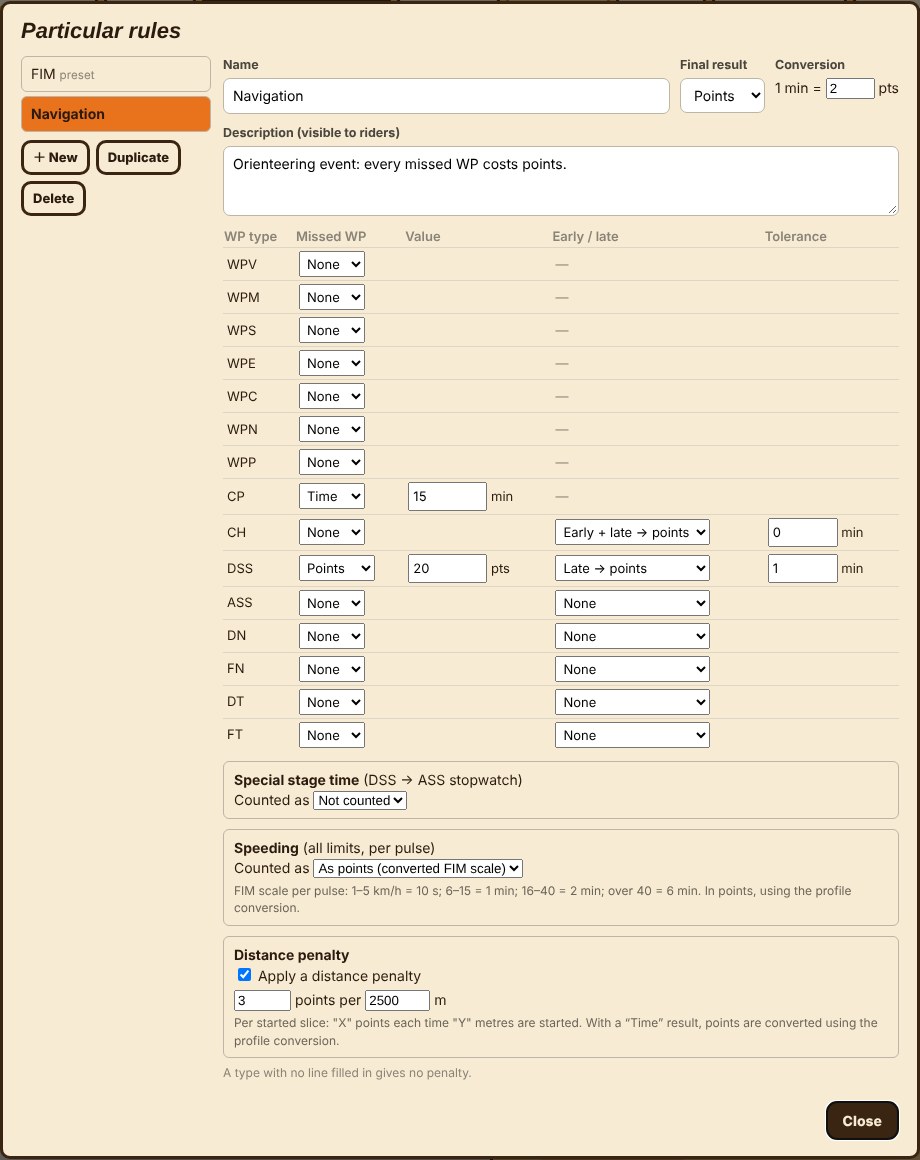 Particular rules
FIM preset
Navigation
+ New
Duplicate
Delete
Name
Final result
Conversion
Navigation
Points
1 min = 2 pts
Description (visible to riders)
Orienteering event: every missed WP costs points.
WP type Missed WP Value Early / late Tolerance
WPV None —
WPM None —
WPS None —
WPE None —
WPC None —
WPN None —
WPP None —
CP Time 15 min —
CH None Early + late → points 0 min
DSS Points 20 pts Late → points 1 min
ASS None None
DN None None
FN None None
DT None None
FT None None
Special stage time (DSS → ASS stopwatch)
Counted as Not counted
Speeding (all limits, per pulse)
Counted as As points (converted FIM scale)
FIM scale per pulse: 1–5 km/h = 10 s; 6–15 = 1 min; 16–40 = 2 min; over 40 = 6 min. In points, using the profile
conversion.
Distance penalty
Apply a distance penalty
3 points per 2500 m
Per started slice: "X" points each time "Y" metres are started. With a “Time” result, points are converted using the
profile conversion.
A type with no line filled in gives no penalty.
Close